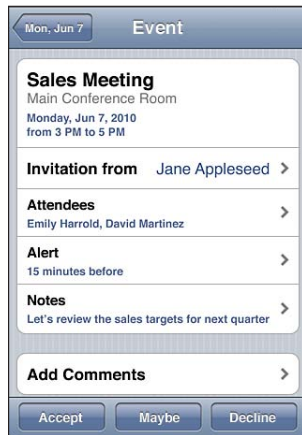 Mon, Jun 7
Event
Sales Meeting
Main Conference Room
Monday, Jun 7, 2010
from 3 PM to 5 PM
Invitation from Jane Appleseed
Attendees
Emily Harrold, David Martinez
Alert
15 minutes before
Notes
Let's review the sales targets for next quarter
Add Comments
Accept Maybe Decline